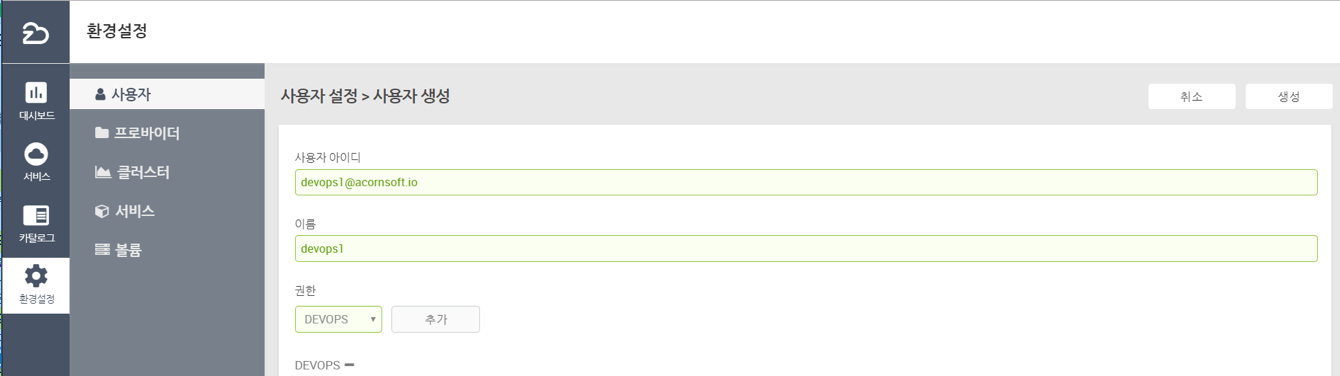 환경설정
대시보드
서비스
카탈로그
환경설정
사용자
프로바이더
클러스터
서비스
볼륨
사용자 설정 > 사용자 생성
취소
생성
사용자 아이디
devops1@acornsoft.io
이름
devops1
권한
DEVOPS
추가
DEVOPS